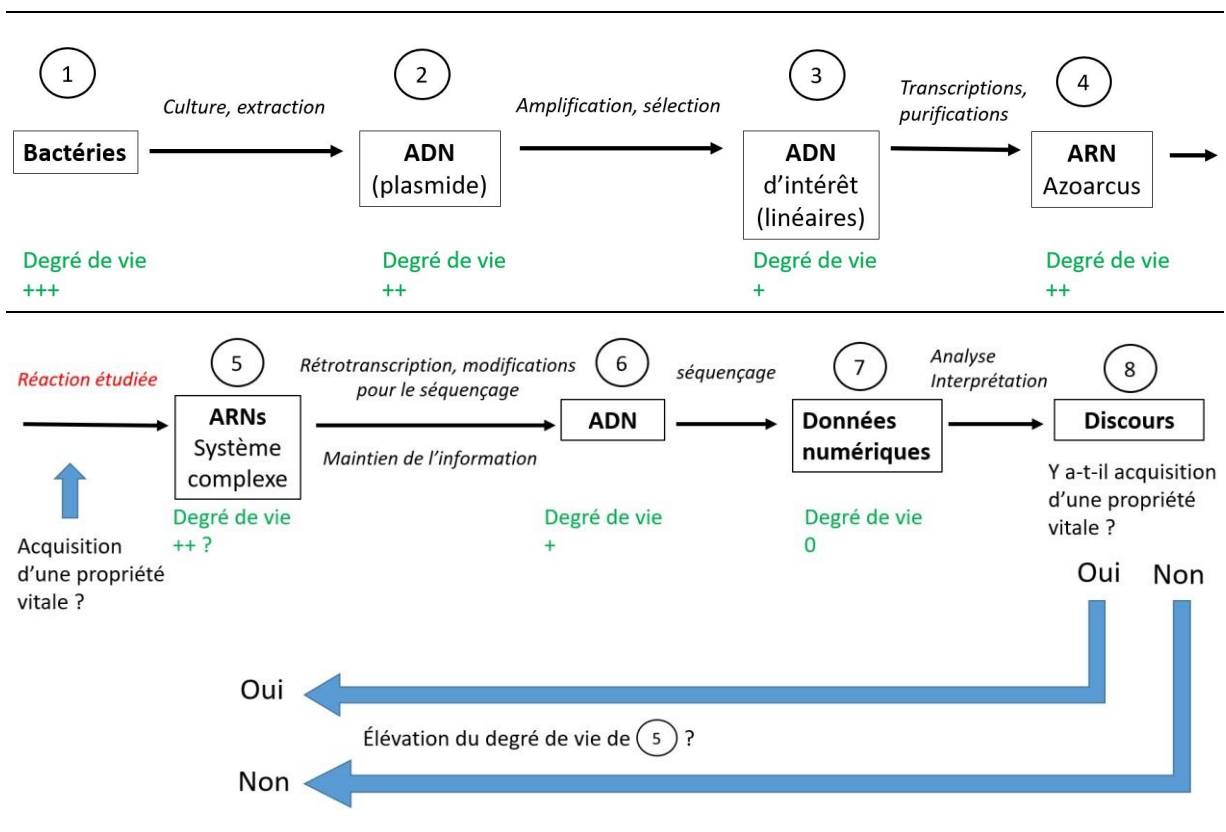 1
Bactéries
Degré de vie
+++
Culture, extraction
2
ADN
(plasmide)
Degré de vie
++
Amplification, sélection
3
ADN
d’intérêt
(linéaires)
Degré de vie
+
Transcriptions,
purifications
4
ARN
Azoarcus
Degré de vie
++
Réaction étudiée
Acquisition
d’une propriété
vitale ?
5
ARNs
Système
complexe
Degré de vie
++ ?
Rétrotranscription, modifications
pour le séquençage
Maintien de l’information
6
ADN
Degré de vie
+
séquençage
7
Données
numériques
Degré de vie
0
Analyse
Interprétation
8
Discours
Y a-t-il acquisition
d’une propriété
vitale ?
Oui Non
Oui
Élévation du degré de vie de 5 ?
Non